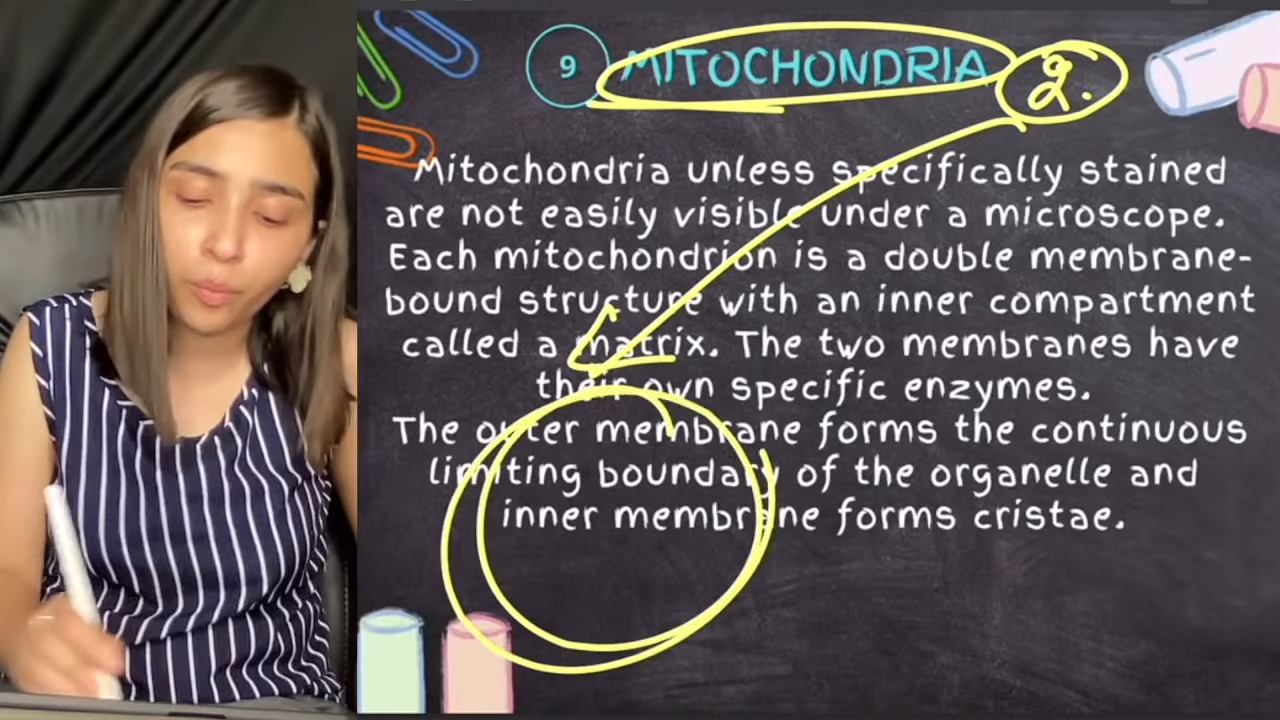 9 MITOCHONDRIA 2.
Mitochondria unless specifically stained
are not easily visible under a microscope.
Each mitochondrion is a double membrane-
bound structure with an inner compartment
called a matrix. The two membranes have
their own specific enzymes.
The outer membrane forms the continuous
limiting boundary of the organelle and
inner membrane forms cristae.